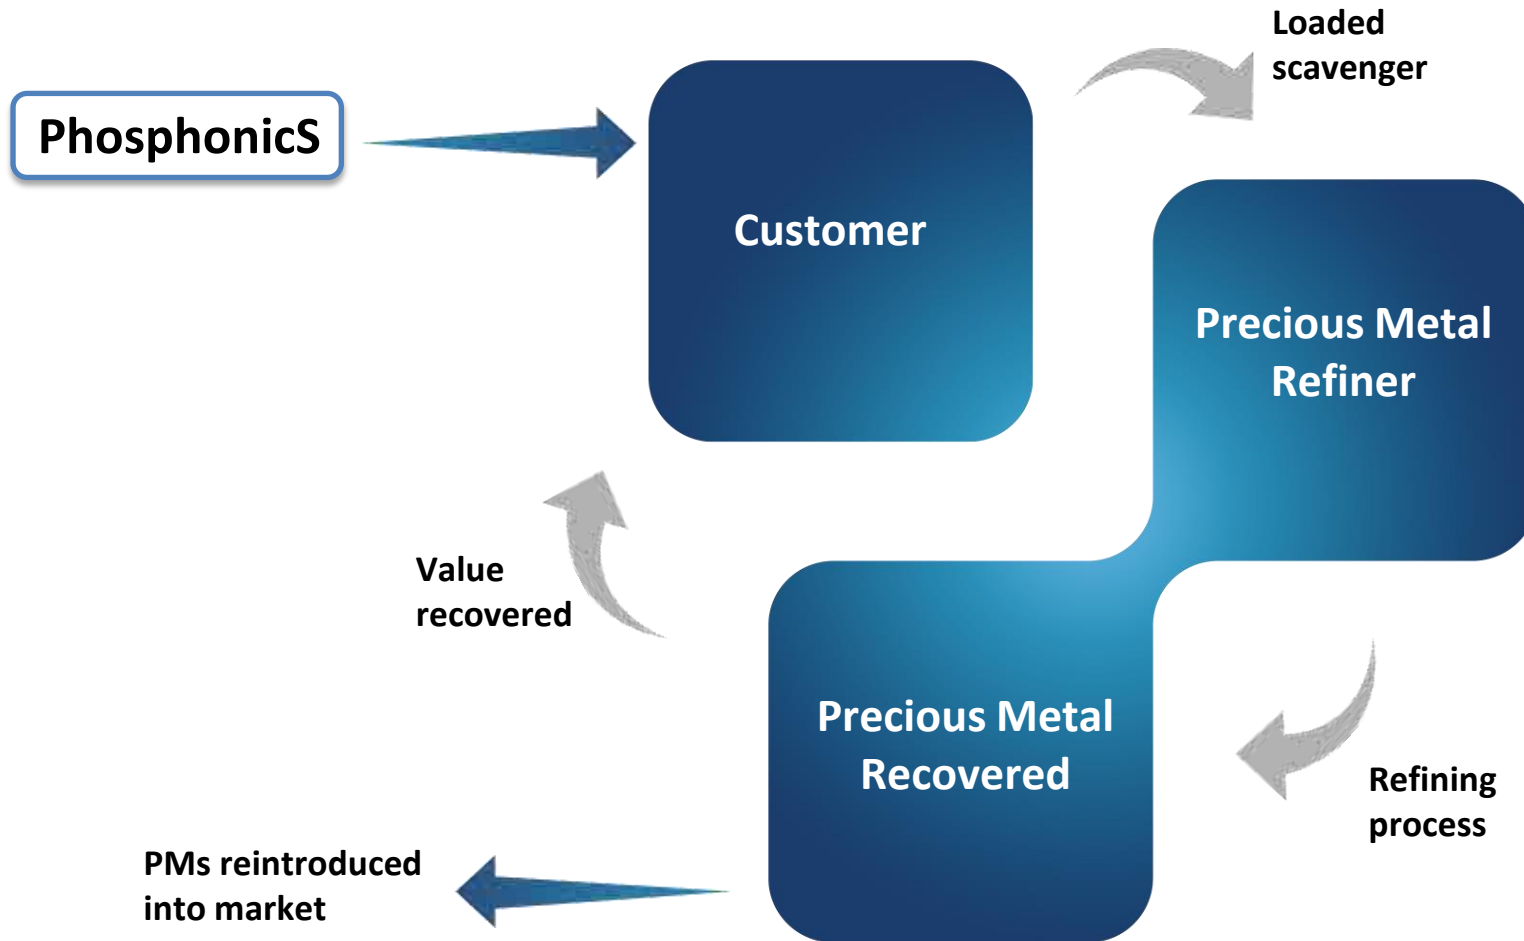 Loaded
scavenger
PhosphonicS
Customer
Precious Metal
Refiner
Value
recovered
Precious Metal
Recovered
Refining
process
PMs reintroduced
into market